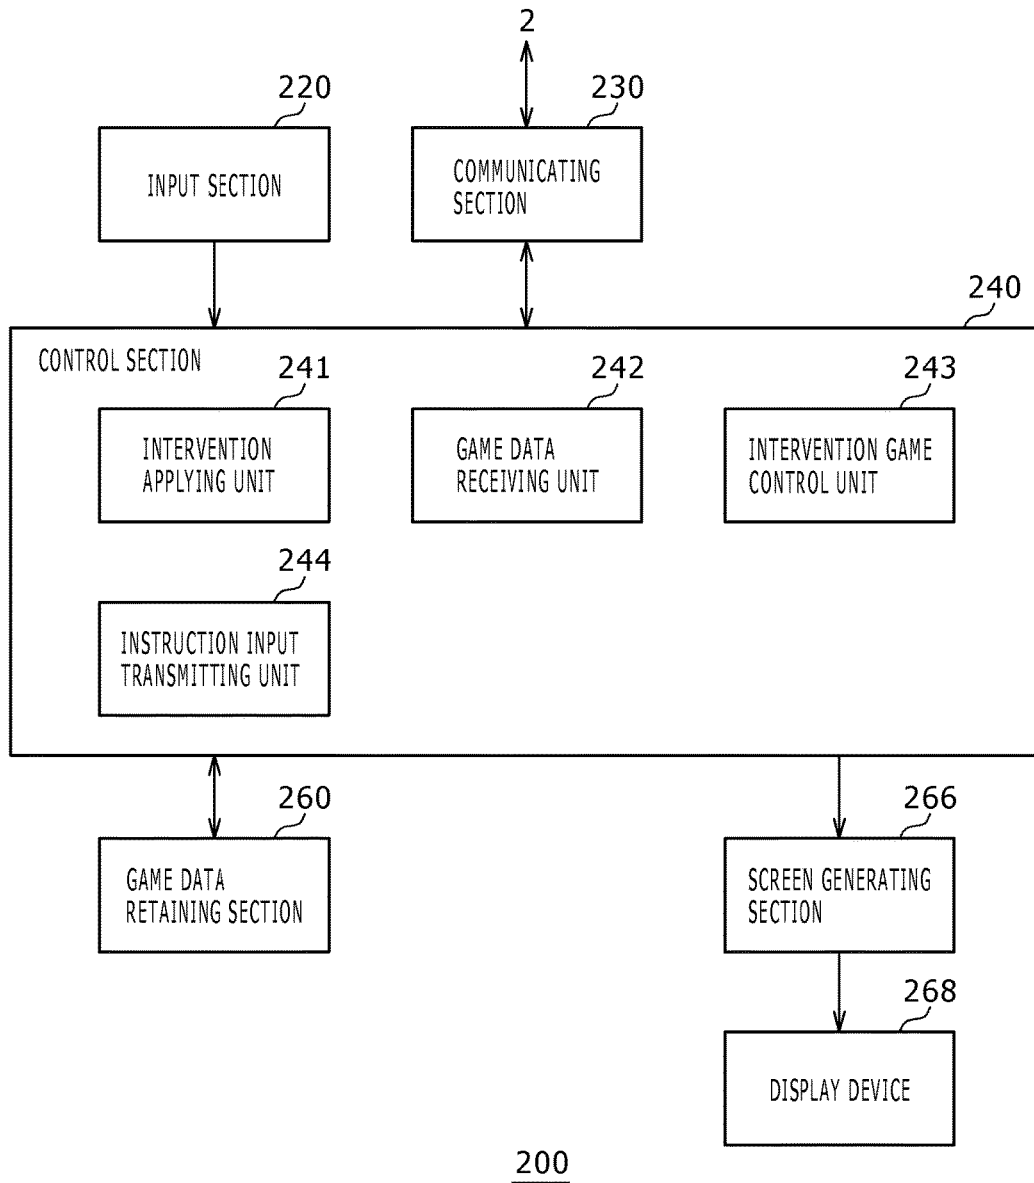 2
220
230
INPUT SECTION
COMMUNICATING
SECTION
240
CONTROL SECTION
241
242
243
INTERVENTION
APPLYING UNIT
GAME DATA
RECEIVING UNIT
INTERVENTION GAME
CONTROL UNIT
244
INSTRUCTION INPUT
TRANSMITTING UNIT
260
266
GAME DATA
RETAINING SECTION
SCREEN GENERATING
SECTION
268
DISPLAY DEVICE
200